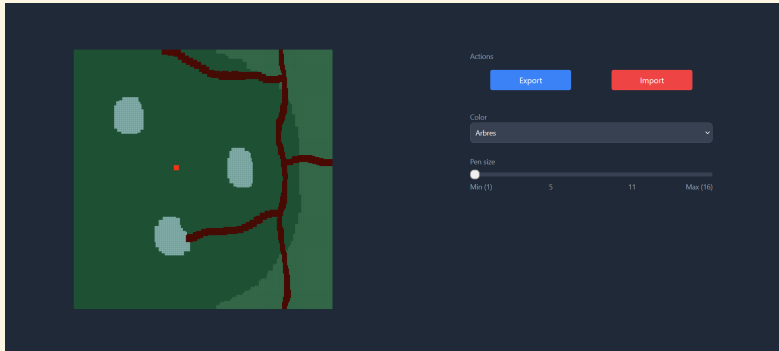 Actions
Export Import
Color
Arbres
Pen size
Min (1) 5 11 Max (16)